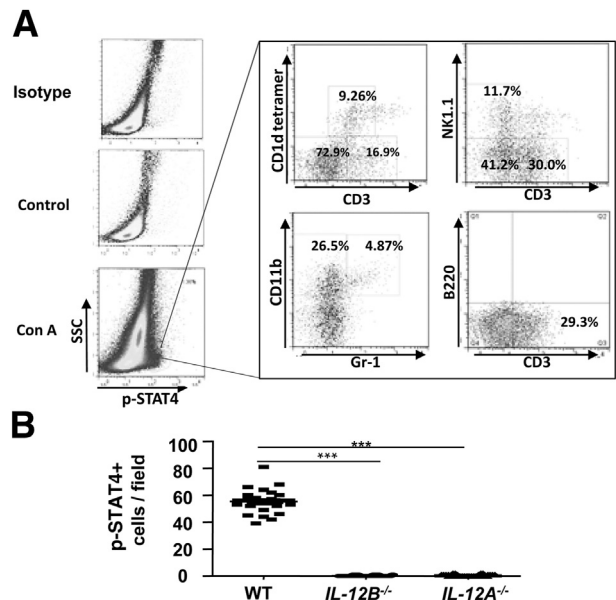 A
Isotype
Control
Con A
SSC
p-STAT4
CD1d tetramer
9.26%
72.9% 16.9%
CD3
NK1.1
11.7%
41.2% 30.0%
CD3
CD11b
26.5% 4.87%
Gr-1
B220
Q1 Q2
29.3%
Q4 Q3
CD3
B
p-STAT4+
cells / field
100
80
60
40
20
0
***
***
WT IL-12B-/- IL-12A-/-